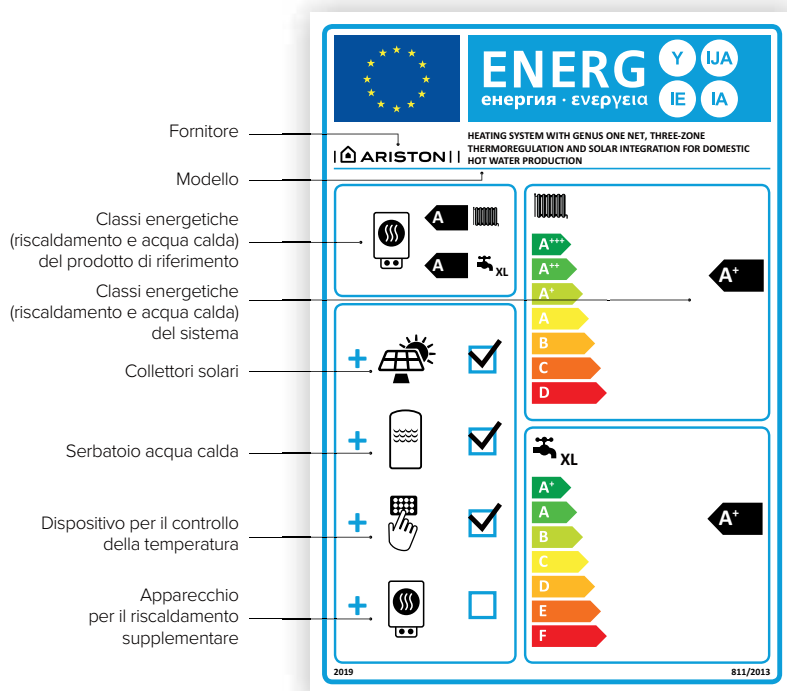 Fornitore
Modello
Classi energetiche
(riscaldamento e acqua calda)
del prodotto di riferimento
Classi energetiche
(riscaldamento e acqua calda)
del sistema
Collettori solari
Serbatoio acqua calda
Dispositivo per il controllo
della temperatura
Apparecchio
per il riscaldamento
supplementare
ENERG
енергия · ενεργεια
Y IJA
IE IA
ARISTON
HEATING SYSTEM WITH GENUS ONE NET, THREE-ZONE
THERMOREGULATION AND SOLAR INTEGRATION FOR DOMESTIC
HOT WATER PRODUCTION
A
A
XL
+
+
+
+
A+++
A++
A+
A
B
C
D
A+
XL
A+
A
B
C
D
E
F
A+
2019
811/2013